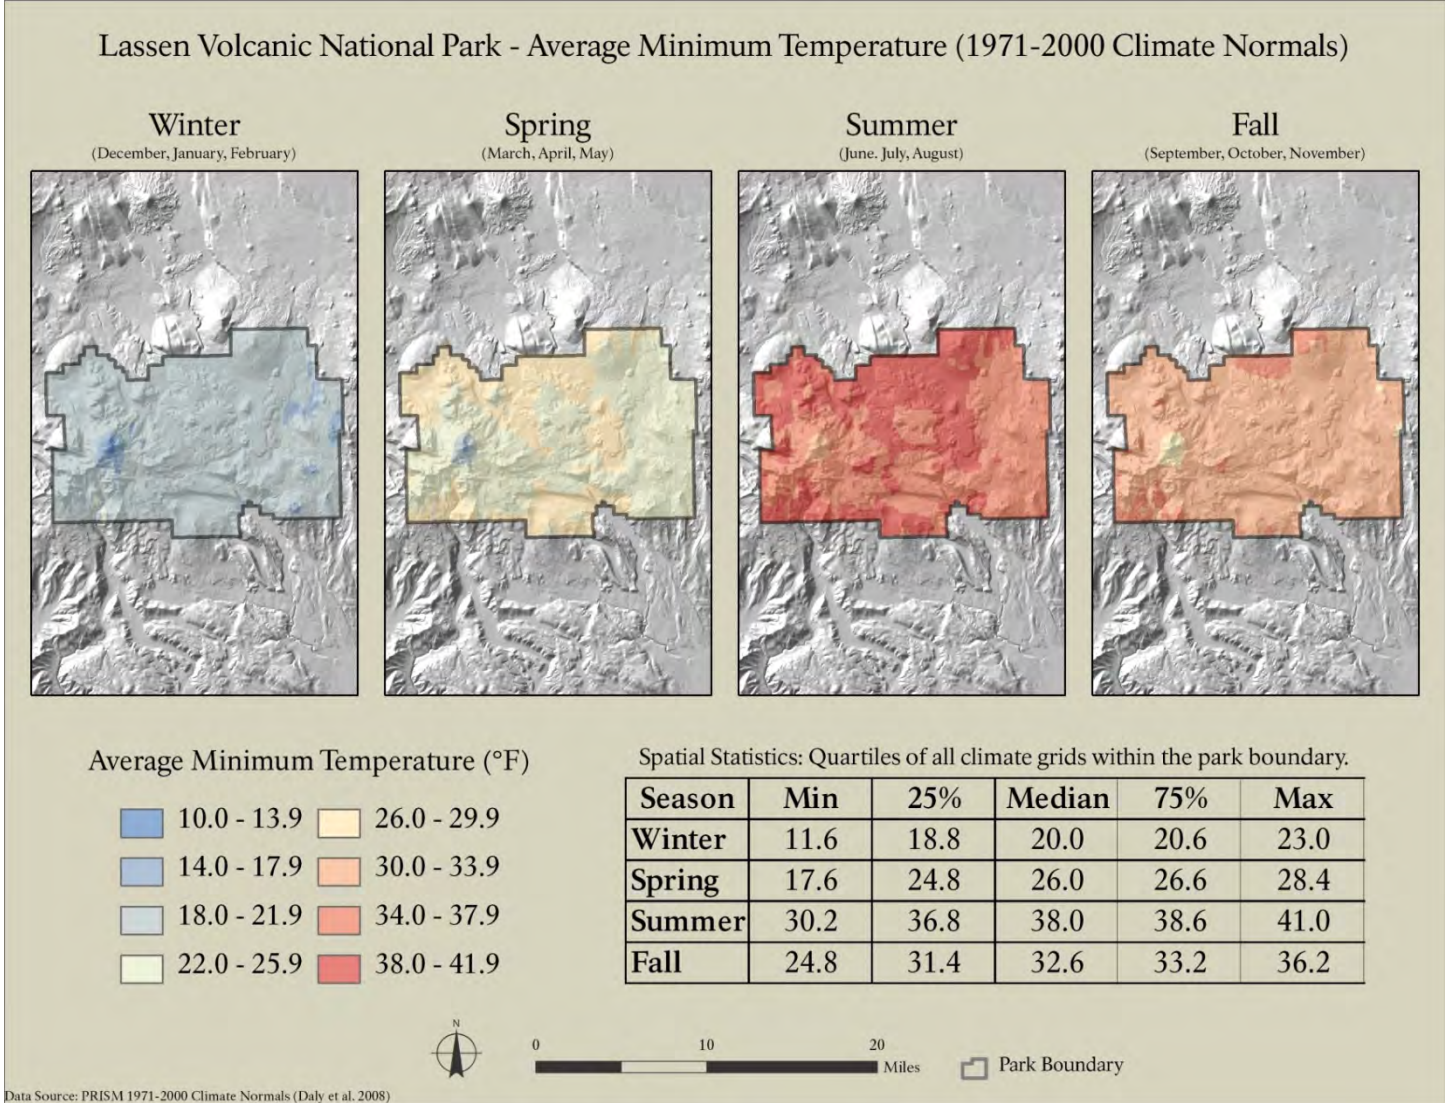 Lassen Volcanic National Park - Average Minimum Temperature (1971-2000 Climate Normals)
Winter
(December, January, February)
Spring
(March, April, May)
Summer
(June. July, August)
Fall
(September, October, November)
Average Minimum Temperature (°F)
10.0 - 13.9
26.0 - 29.9
14.0 - 17.9
30.0 - 33.9
18.0 - 21.9
34.0 - 37.9
22.0 - 25.9
38.0 - 41.9
Spatial Statistics: Quartiles of all climate grids within the park boundary.
Season Min 25% Median 75% Max
Winter 11.6 18.8 20.0 20.6 23.0
Spring 17.6 24.8 26.0 26.6 28.4
Summer 30.2 36.8 38.0 38.6 41.0
Fall 24.8 31.4 32.6 33.2 36.2
N
0 10 20
Miles
Park Boundary
Data Source: PRISM 1971-2000 Climate Normals (Daly et al. 2008)